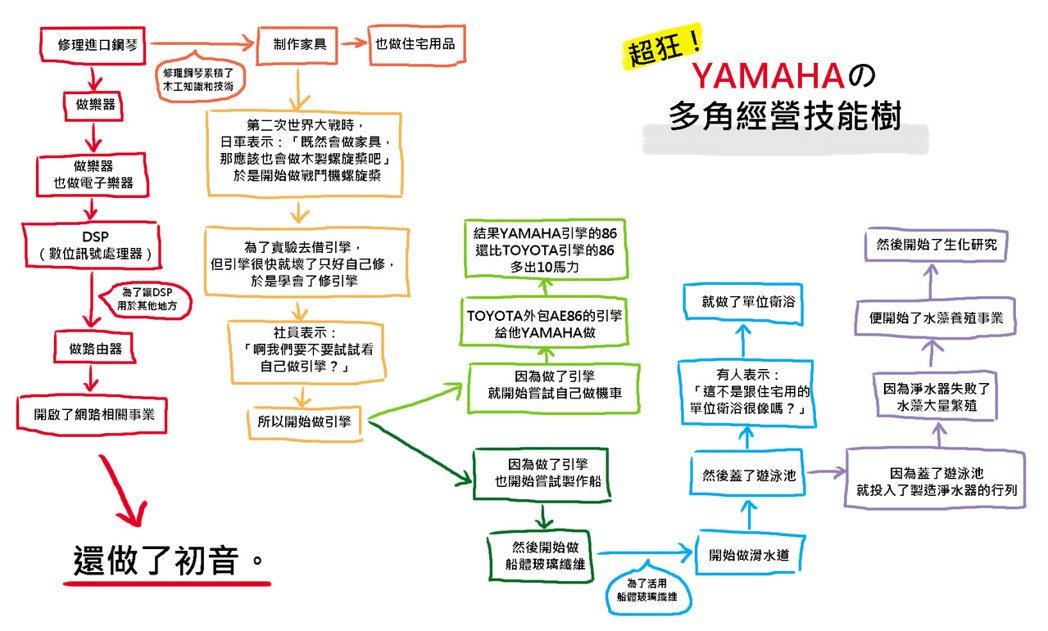 超狂！
YAMAHAの
多角經營技能樹
修理進口鋼琴
修理鋼琴累積了
木工知識和技術
制作家具
也做住宅用品
做樂器
做樂器
也做電子樂器
DSP
（數位訊號處理器）
為了讓DSP
用於其他地方
做路由器
開啟了網路相關事業
還做了初音。
第二次世界大戰時，
日軍表示：「既然會做家具，
那應該也會做木製螺旋槳吧」
於是開始做戰鬥機螺旋槳
為了實驗去借引擎，
但引擎很快就壞了只好自己修，
於是學會了修引擎
社員表示：
「啊我們要不要試試看
自己做引擎？」
所以開始做引擎
結果YAMAHA引擎的86
還比TOYOTA引擎的86
多出10馬力
TOYOTA外包AE86的引擎
給他YAMAHA做
因為做了引擎
就開始嘗試自己做機車
因為做了引擎
也開始嘗試製作船
然後開始做
船體玻璃纖維
為了活用
船體玻璃纖維
開始做滑水道
然後蓋了遊泳池
有人表示：
「這不是跟住宅用的
單位衛浴很像嗎？」
就做了單位衛浴
因為蓋了遊泳池
就投入了製造淨水器的行列
因為淨水器失敗了
水藻大量繁殖
便開始了水藻養殖事業
然後開始了生化研究